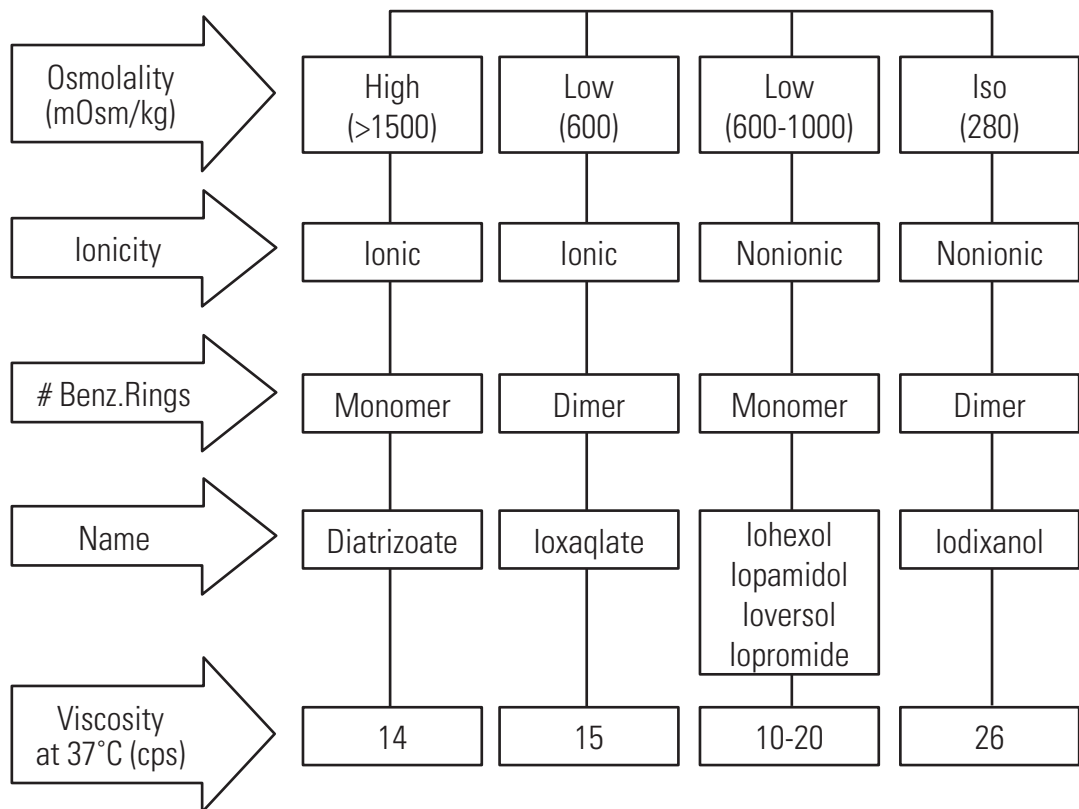 Osmolality
(mOsm/kg)
High
(>1500)
Low
(600)
Low
(600-1000)
Iso
(280)
Ionicity
Ionic
Ionic
Nonionic
Nonionic
# Benz.Rings
Monomer
Dimer
Monomer
Dimer
Name
Diatrizoate
Ioxaqlate
Iohexol
Iopamidol
Ioversol
Iopromide
Iodixanol
Viscosity
at 37˚C (cps)
14
15
10-20
26